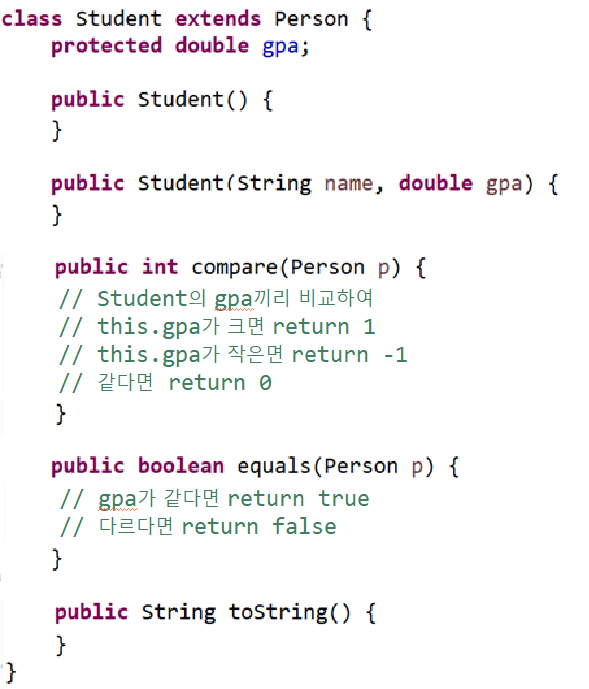 class Student extends Person {
protected double gpa;
public Student() {
}
public Student(String name, double gpa) {
}
public int compare(Person p) {
// Student의 gpa끼리 비교하여
// this.gpa가 크면 return 1
// this.gpa가 작은면 return -1
// 같다면 return 0
}
public boolean equals(Person p) {
// gpa가 같다면 return true
// 다르다면 return false
}
public String toString() {
}
}